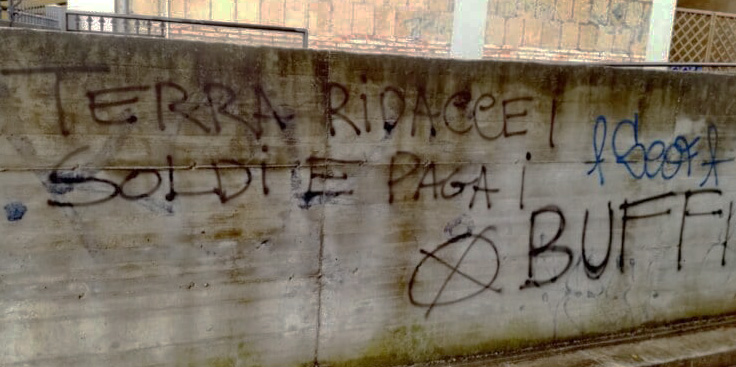 TERRA RIDACCE I
SOLDI E PAGA I
BUFFI